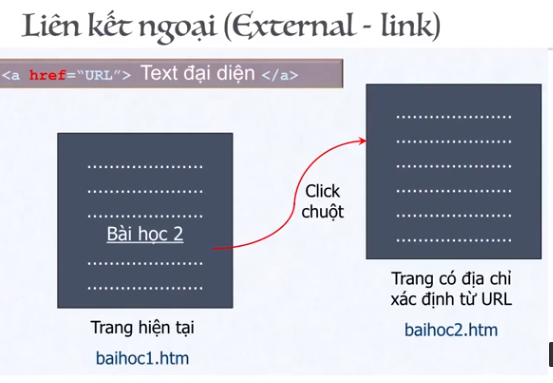 Liên kết ngoại (External - link)
<a href="URL"> Text đại diện </a>
........................
........................
........................
Bài học 2
........................
........................
Trang hiện tại
baihoc1.htm
Click
chuột
........................
........................
........................
........................
........................
........................
Trang có địa chỉ
xác định từ URL
baihoc2.htm